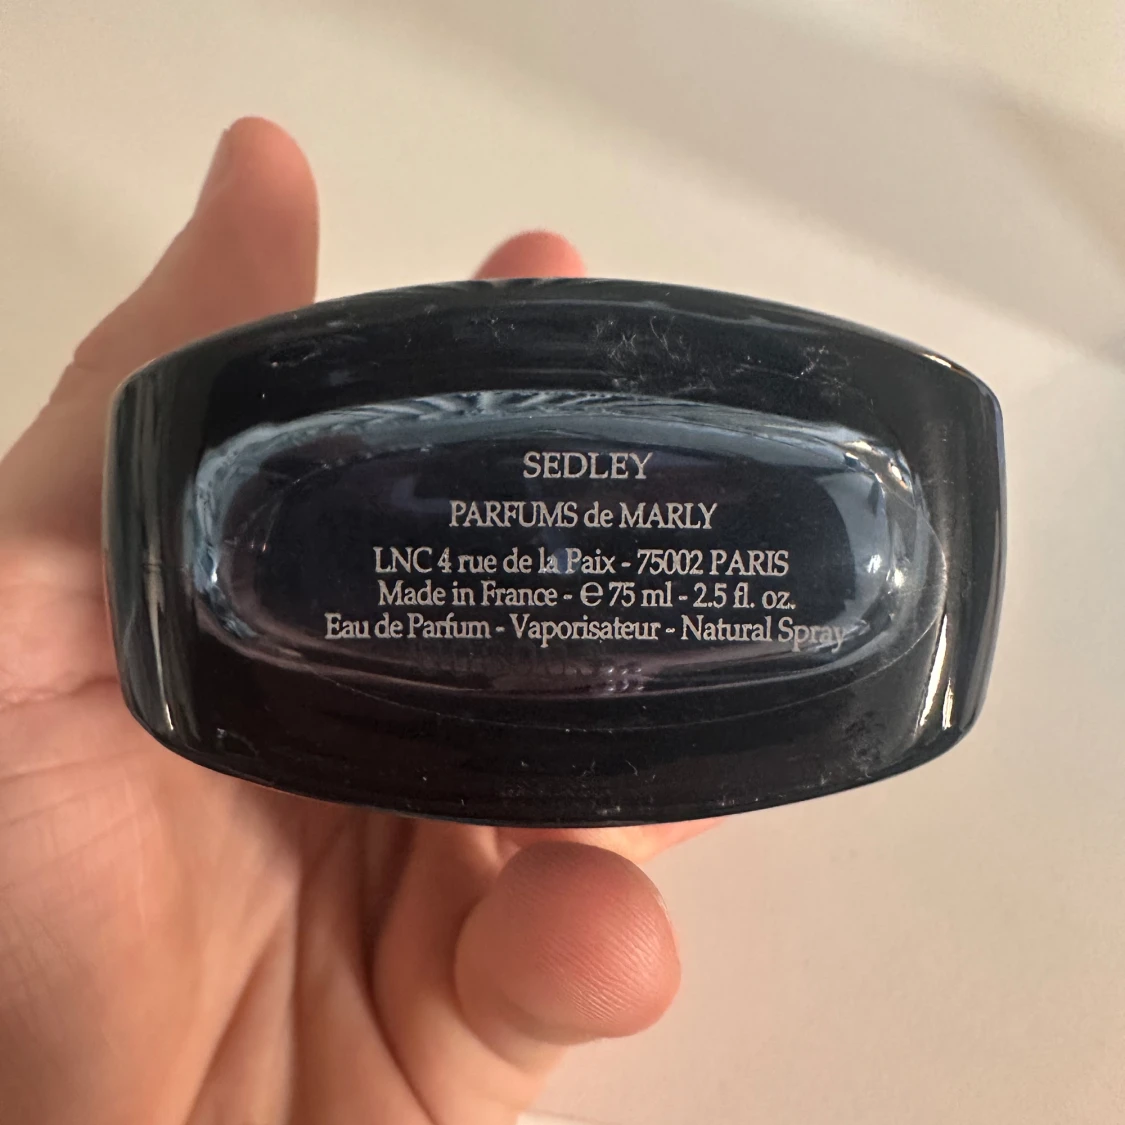 SEDLEY
PARFUMS de MARLY
LNC 4 rue de la Paix - 75002 PARIS
Made in France - ℮ 75 ml - 2.5 fl. oz.
Eau de Parfum - Vaporisateur - Natural Spray